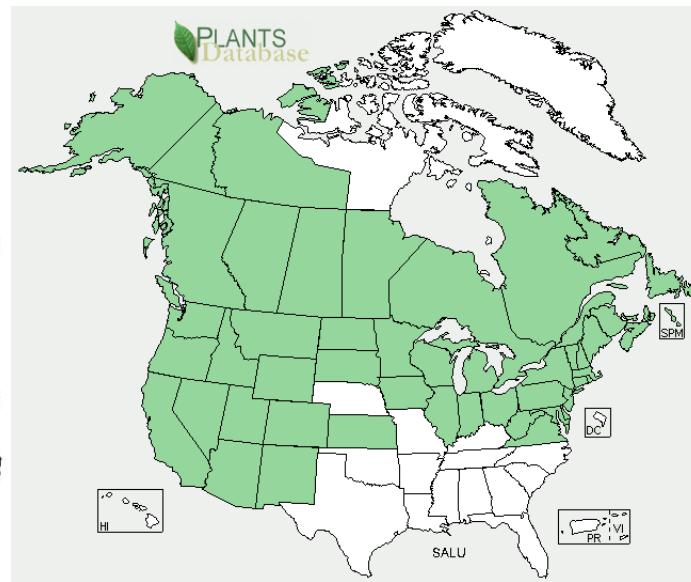 PLANTS
Database
SPM
DC
HI
PR
VI
SALU